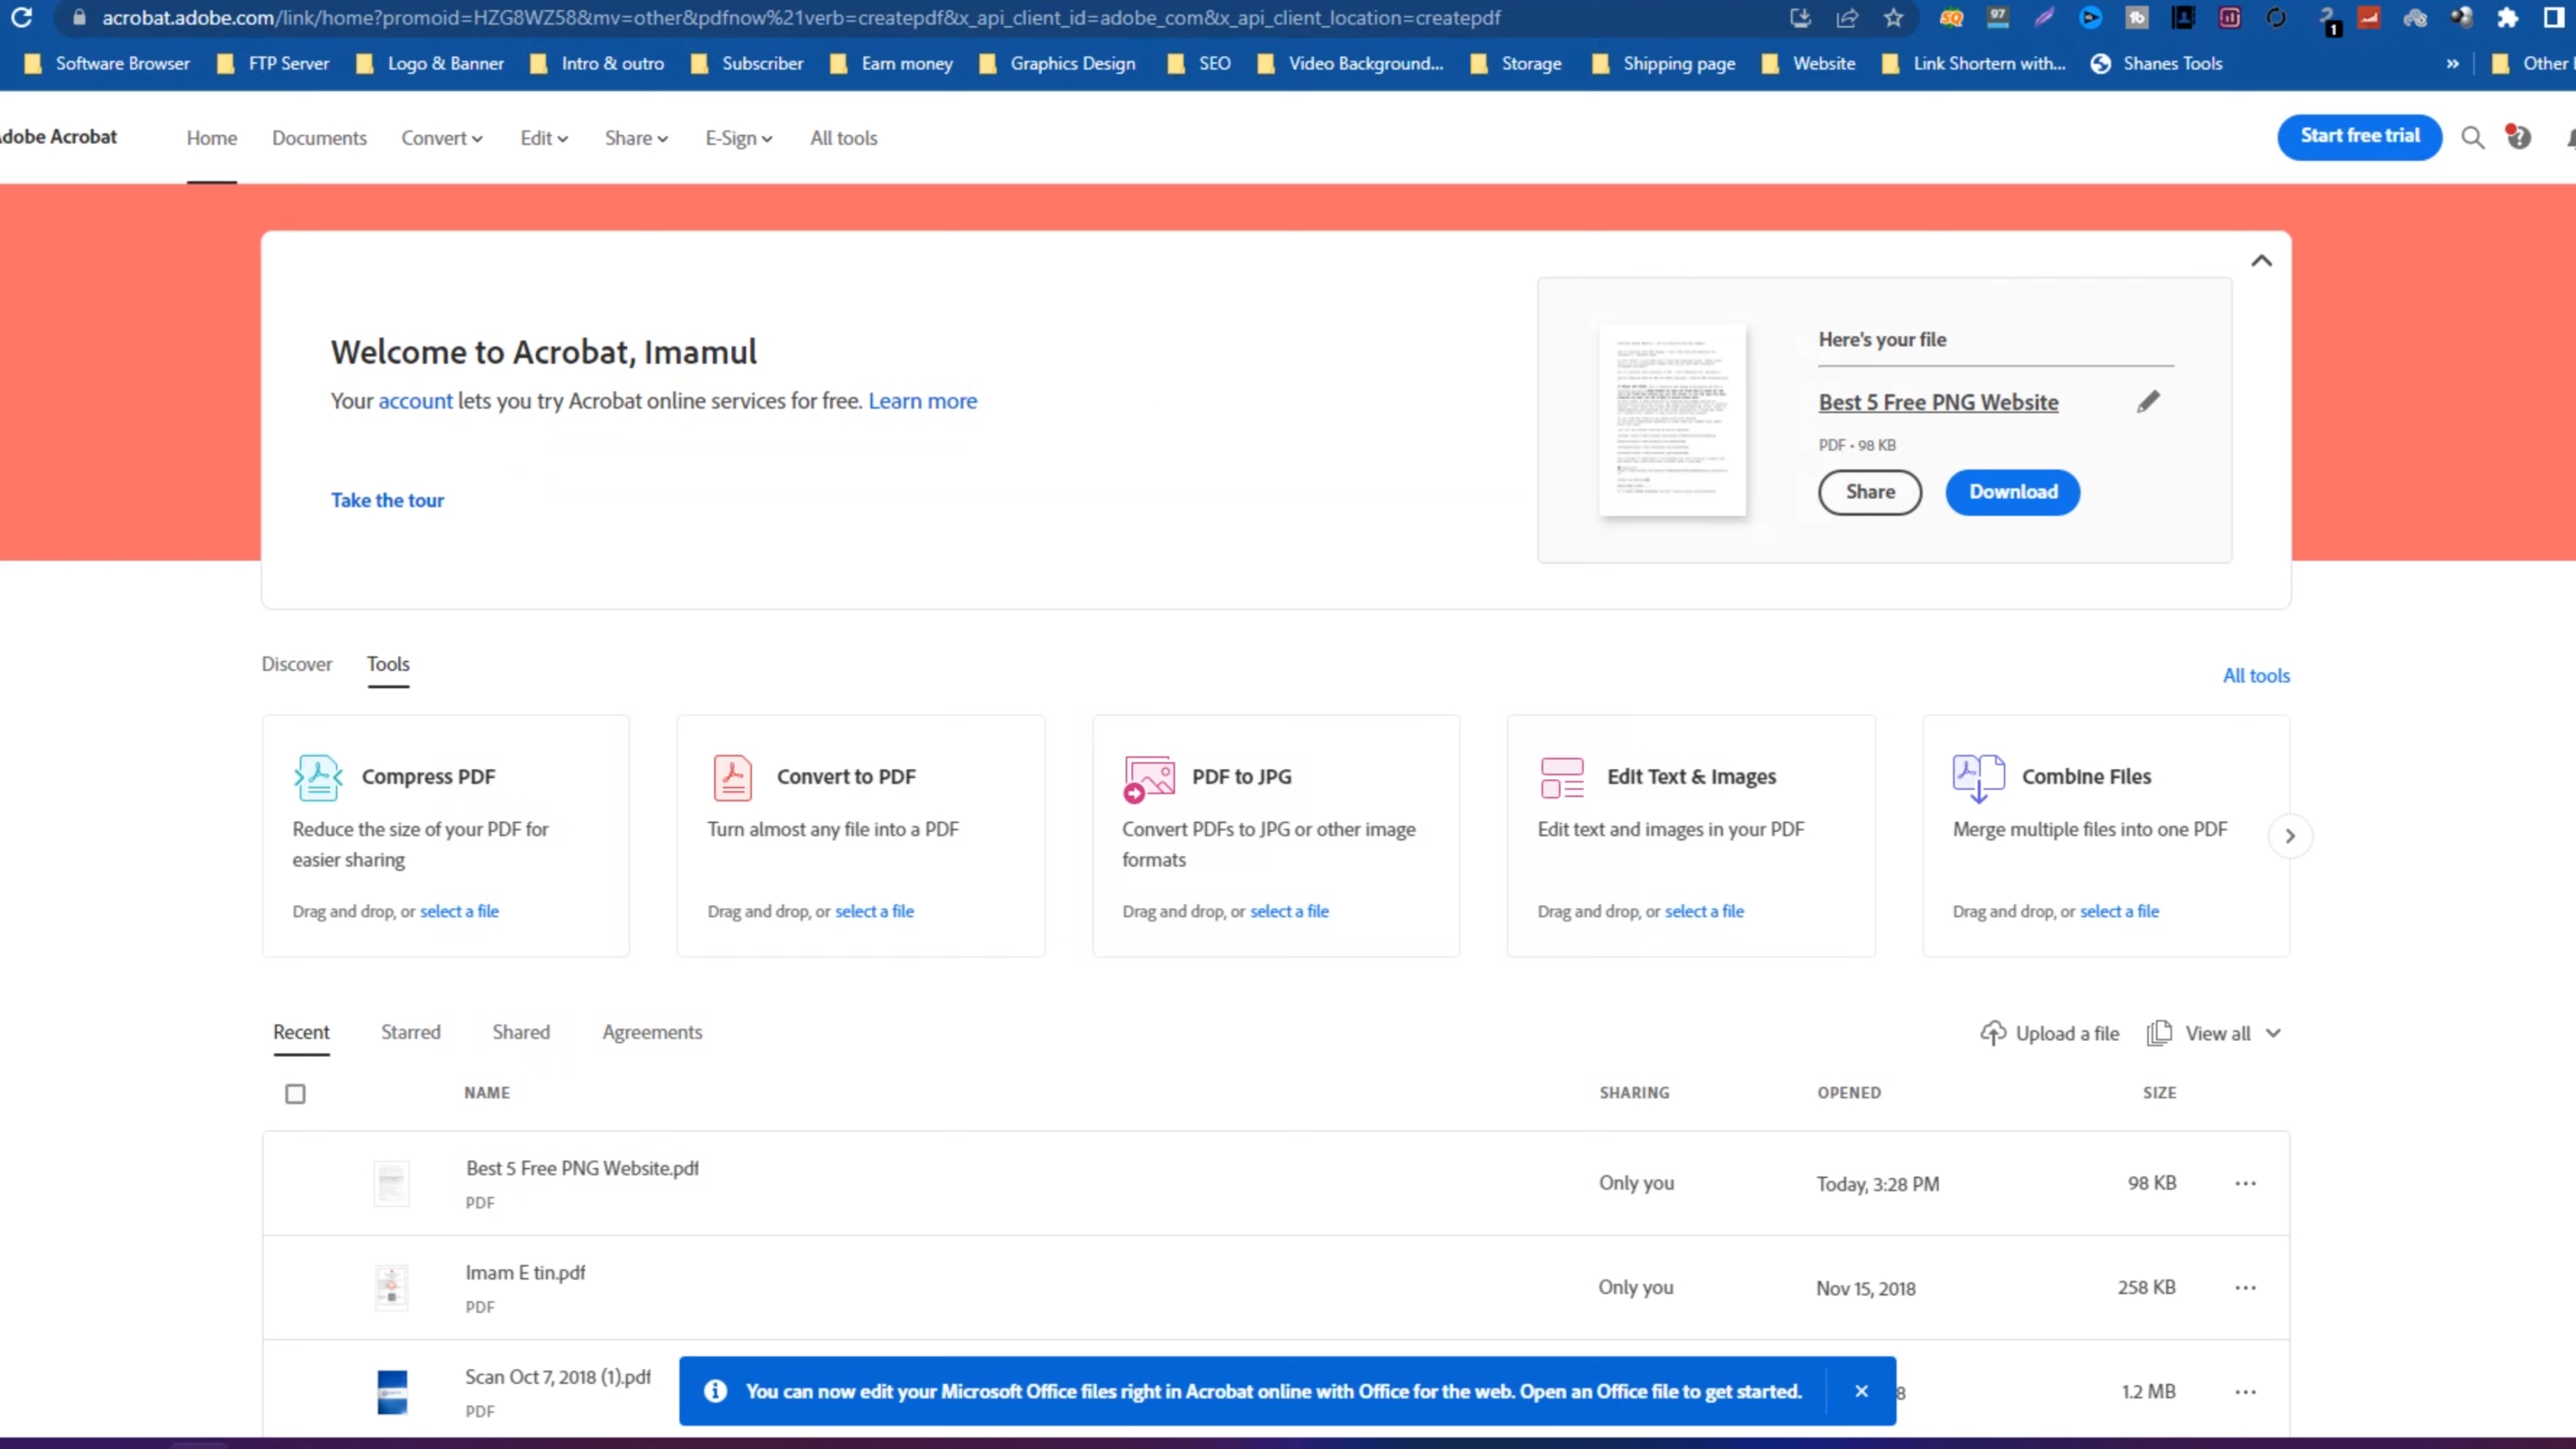 acrobat.adobe.com/link/home?promoid=HZG8WZ58&mv=other&pdfnow%21verb=createpdf&x_api_client_id=adobe_com&x_api_client_location=createpdf
97
1
Software Browser FTP Server Logo & Banner Intro & outro Subscriber Earn money Graphics Design SEO Video Background... Storage Shipping page Website Link Shortern with... Shanes Tools » Other
Adobe Acrobat Home Documents Convert Edit Share E-Sign All tools Start free trial
Welcome to Acrobat, Imamul
Your account lets you try Acrobat online services for free. Learn more
Take the tour
Here's your file
Best 5 Free PNG Website
PDF • 98 KB
Share Download
Discover Tools All tools
Compress PDF
Reduce the size of your PDF for
easier sharing
Drag and drop, or select a file
Convert to PDF
Turn almost any file into a PDF
Drag and drop, or select a file
PDF to JPG
Convert PDFs to JPG or other image
formats
Drag and drop, or select a file
Edit Text & Images
Edit text and images in your PDF
Drag and drop, or select a file
Combine Files
Merge multiple files into one PDF
Drag and drop, or select a file
Recent Starred Shared Agreements Upload a file View all
NAME SHARING OPENED SIZE
Best 5 Free PNG Website.pdf
PDF
Only you Today, 3:28 PM 98 KB
Imam E tin.pdf
PDF
Only you Nov 15, 2018 258 KB
Scan Oct 7, 2018 (1).pdf
PDF
8 1.2 MB
You can now edit your Microsoft Office files right in Acrobat online with Office for the web. Open an Office file to get started.